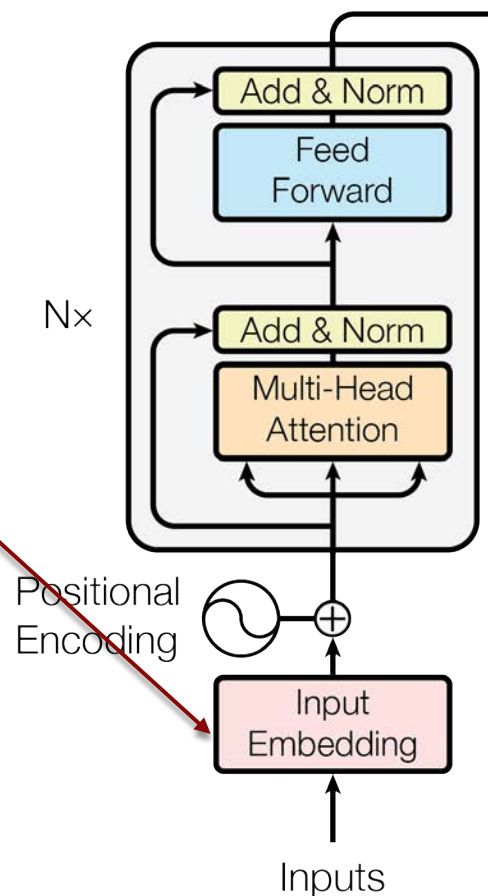 Add & Norm
Feed
Forward
N×
Add & Norm
Multi-Head
Attention
Positional
Encoding
Input
Embedding
Inputs